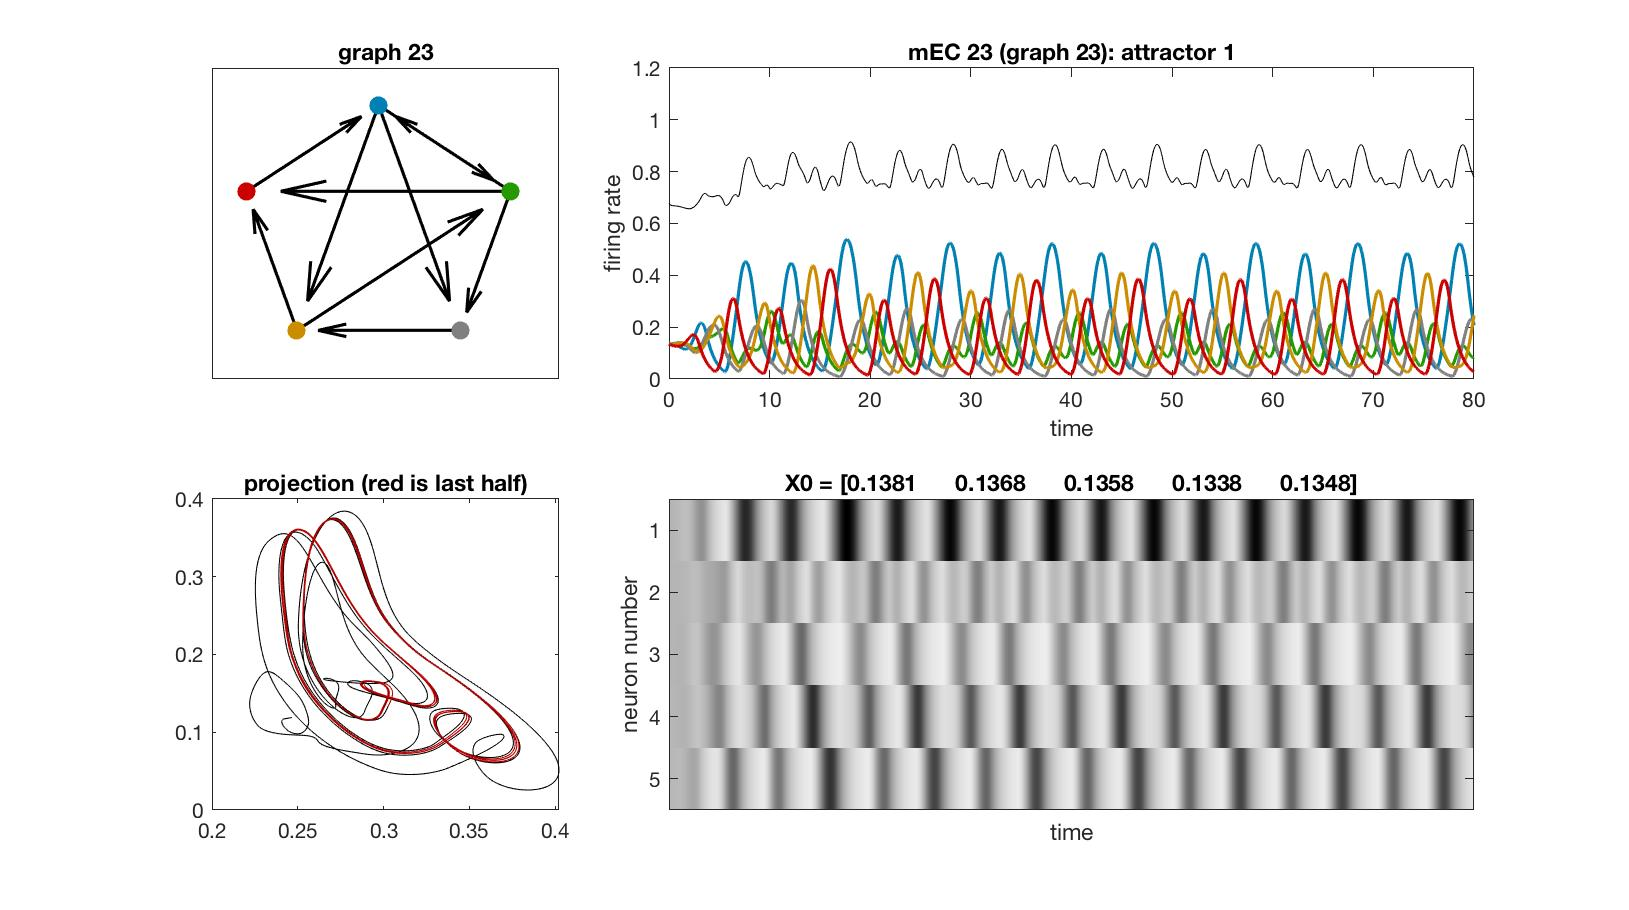 graph 23
mEC 23 (graph 23): attractor 1
1.2
1
0.8
0.6
0.4
0.2
0
firing rate
0 10 20 30 40 50 60 70 80
time
projection (red is last half)
0.4
0.3
0.2
0.1
0
0.2 0.25 0.3 0.35 0.4
X0 = [0.1381 0.1368 0.1358 0.1338 0.1348]
1
2
3
4
5
neuron number
time